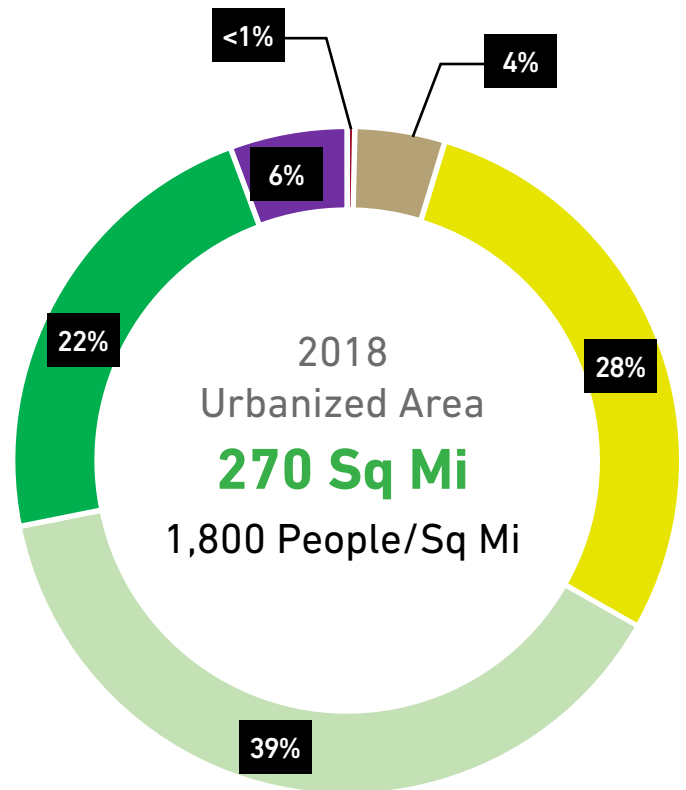 <1%
4%
6%
22%
28%
2018
Urbanized Area
270 Sq Mi
1,800 People/Sq Mi
39%